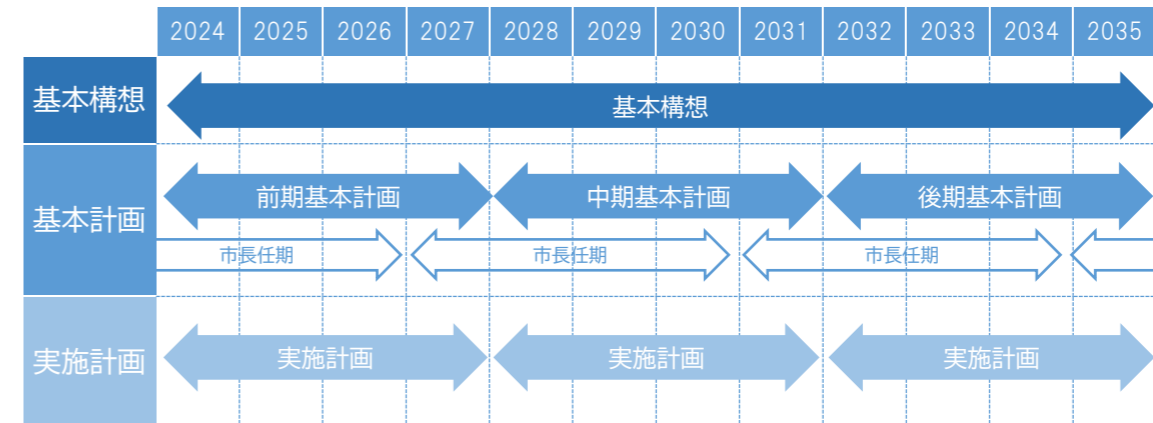 2024 2025 2026 2027 2028 2029 2030 2031 2032 2033 2034 2035
基本構想
基本構想
基本計画
前期基本計画 中期基本計画 後期基本計画
市長任期 市長任期 市長任期
実施計画
実施計画 実施計画 実施計画